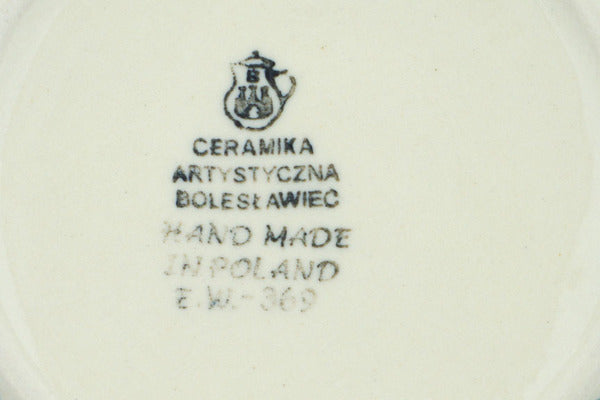 B
CERAMIKA
ARTYSTYCZNA
BOLESŁAWIEC
HAND MADE
IN POLAND
E.W.-369